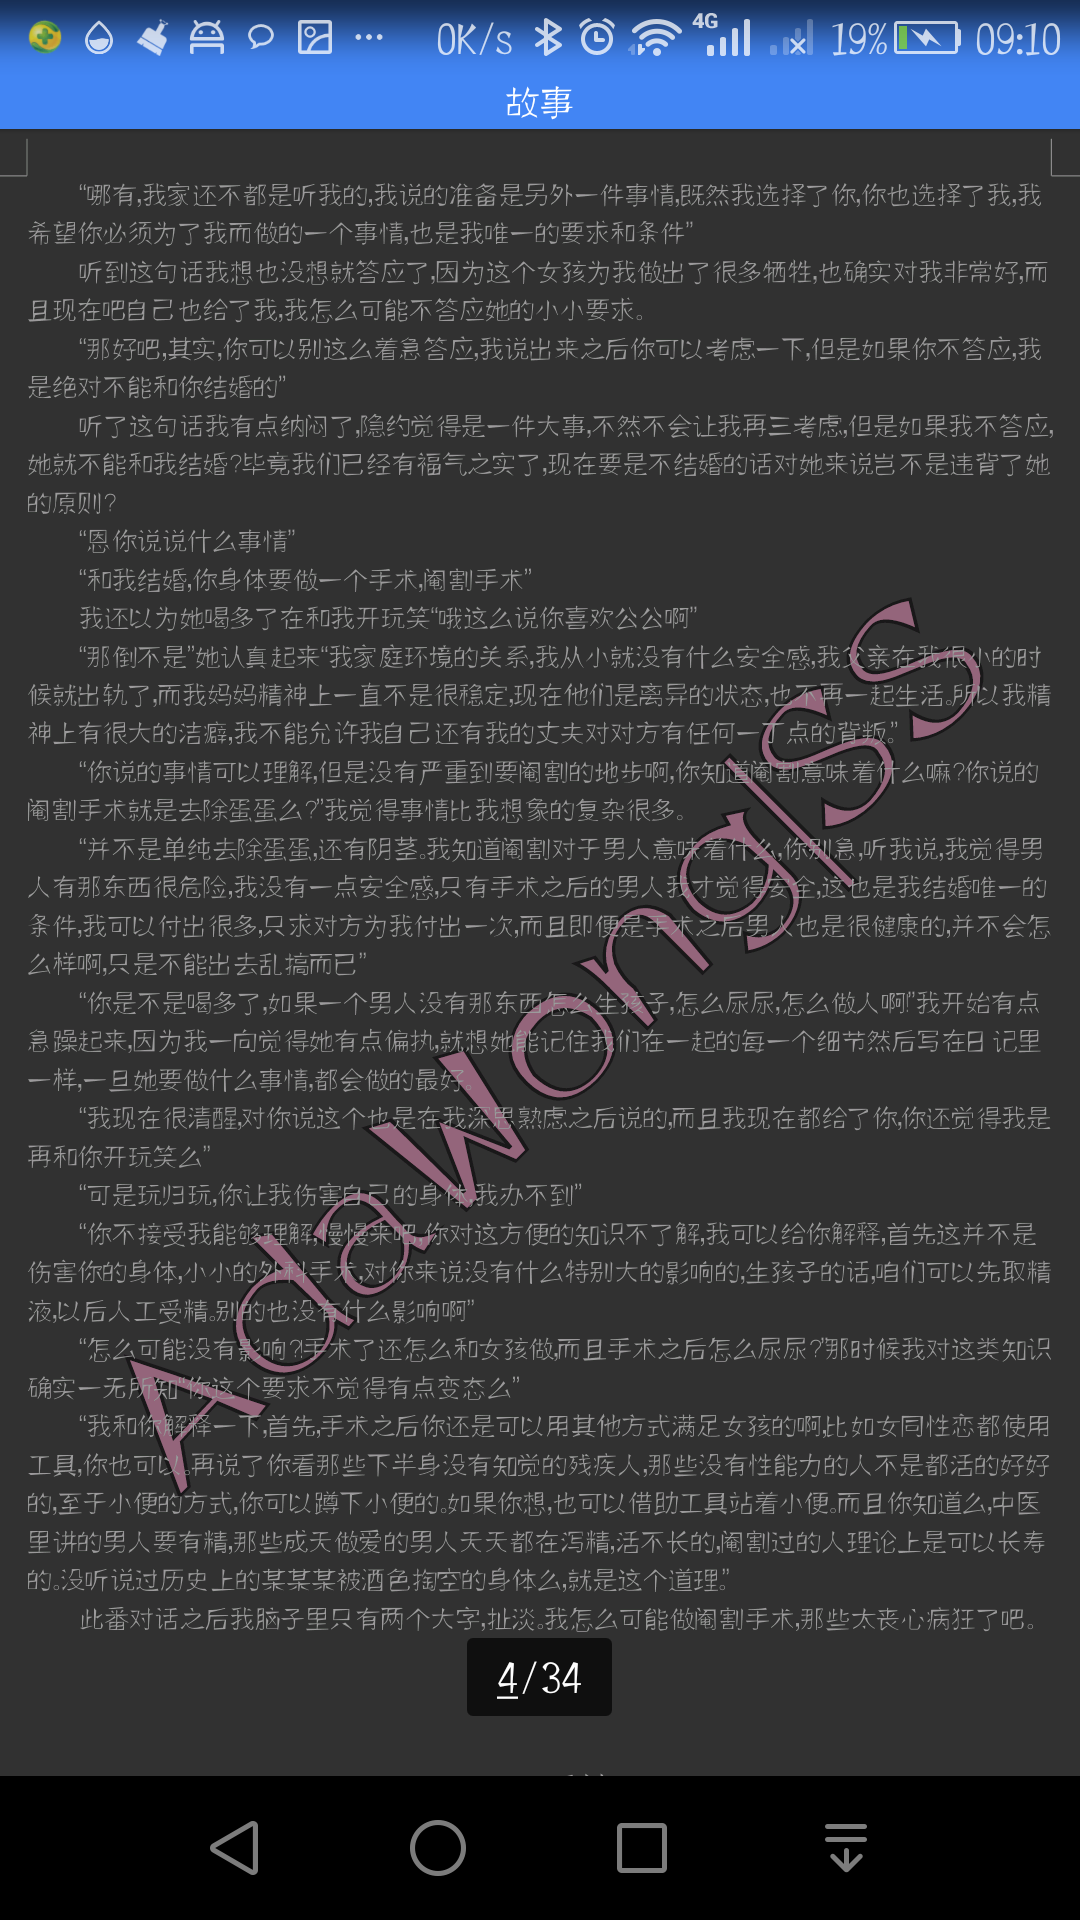 0K/s 4G 19% 09:10
故事
“哪有,我家还不都是听我的,我说的准备是另外一件事情,既然我选择了你,你也选择了我,我
希望你必须为了我而做的一个事情,也是我唯一的要求和条件”
听到这句话我想也没想就答应了,因为这个女孩为我做出了很多牺牲,也确实对我非常好,而
且现在吧自己也给了我,我怎么可能不答应她的小小要求。
“那好吧,其实,你可以别这么着急答应,我说出来之后你可以考虑一下,但是如果你不答应,我
是绝对不能和你结婚的”
听了这句话我有点纳闷了,隐约觉得是一件大事,不然不会让我再三考虑,但是如果我不答应,
她就不能和我结婚?毕竟我们已经有福气之实了,现在要是不结婚的话对她来说岂不是违背了她
的原则?
“恩你说说什么事情”
“和我结婚,你身体要做一个手术,阉割手术”
我还以为她喝多了在和我开玩笑“哦这么说你喜欢公公啊”
“那倒不是”她认真起来“我家庭环境的关系,我从小就没有什么安全感,我父亲在我很小的时
候就出轨了,而我妈妈精神上一直不是很稳定,现在他们是离异的状态,也不再一起生活。所以我精
神上有很大的洁癖,我不能允许我自己还有我的丈夫对对方有任何一丁点的背叛。”
“你说的事情可以理解,但是没有严重到要阉割的地步啊,你知道阉割意味着什么嘛?你说的
阉割手术就是去除蛋蛋么?”我觉得事情比我想象的复杂很多。
“并不是单纯去除蛋蛋,还有阴茎。我知道阉割对于男人意味着什么,你别急,听我说,我觉得男
人有那东西很危险,我没有一点安全感,只有手术之后的男人我才觉得安全,这也是我结婚唯一的
条件,我可以付出很多,只求对方为我付出一次,而且即便是手术之后男人也是很健康的,并不会怎
么样啊,只是不能出去乱搞而已”
“你是不是喝多了,如果一个男人没有那东西怎么生孩子,怎么尿尿,怎么做人啊!”我开始有点
急躁起来,因为我一向觉得她有点偏执,就想她能记住我们在一起的每一个细节然后写在日 记里
一样,一旦她要做什么事情,都会做的最好。
“我现在很清醒,对你说这个也是在我深思熟虑之后说的,而且我现在都给了你,你还觉得我是
再和你开玩笑么”
“可是玩归玩,你让我伤害自己的身体,我办不到”
“你不接受我能够理解,慢慢来吧,你对这方便的知识不了解,我可以给你解释,首先这并不是
伤害你的身体,小小的外科手术,对你来说没有什么特别大的影响的,生孩子的话,咱们可以先取精
液,以后人工受精。别的也没有什么影响啊”
“怎么可能没有影响?!手术了还怎么和女孩做,而且手术之后怎么尿尿?”那时候我对这类知识
确实一无所知“你这个要求不觉得有点变态么”
“我和你解释一下,首先,手术之后你还是可以用其他方式满足女孩的啊,比如女同性恋都使用
工具,你也可以。再说了你看那些下半身没有知觉的残疾人,那些没有性能力的人不是都活的好好
的,至于小便的方式,你可以蹲下小便的。如果你想,也可以借助工具站着小便。而且你知道么,中医
里讲的男人要有精,那些成天做爱的男人天天都在泻精,活不长的,阉割过的人理论上是可以长寿
的。没听说过历史上的某某某被酒色掏空的身体么,就是这个道理。”
此番对话之后我脑子里只有两个大字,扯淡。我怎么可能做阉割手术,那些太丧心病狂了吧。
AdaWong|SS
4/34